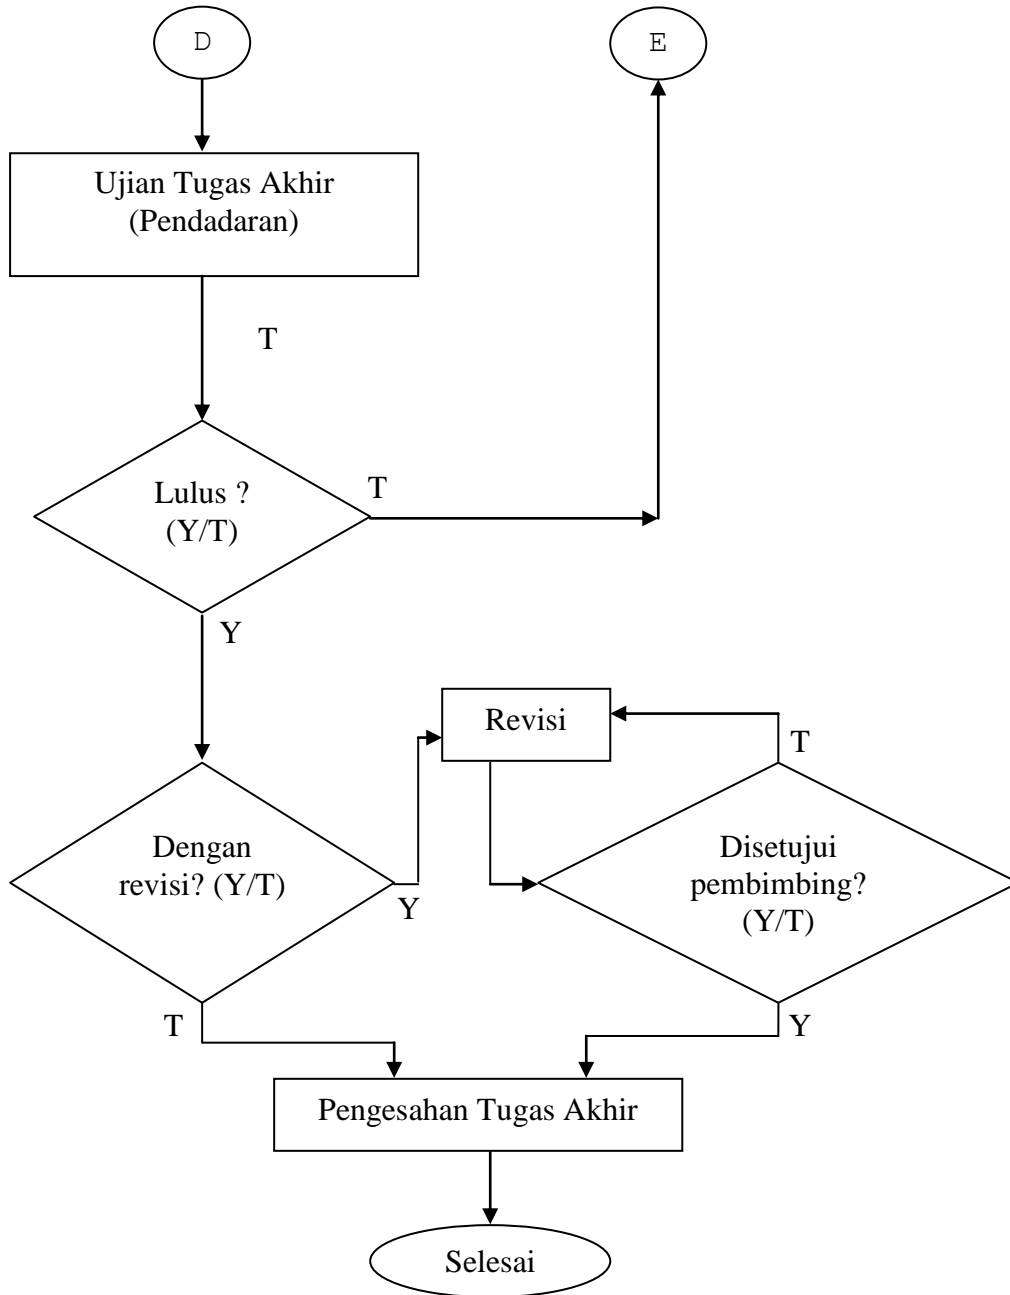 D
E
Ujian Tugas Akhir
(Pendadaran)
T
Lulus ?
(Y/T)
T
Y
Revisi
T
Dengan
revisi? (Y/T)
Y
Disetujui
pembimbing?
(Y/T)
T
Y
Pengesahan Tugas Akhir
Selesai